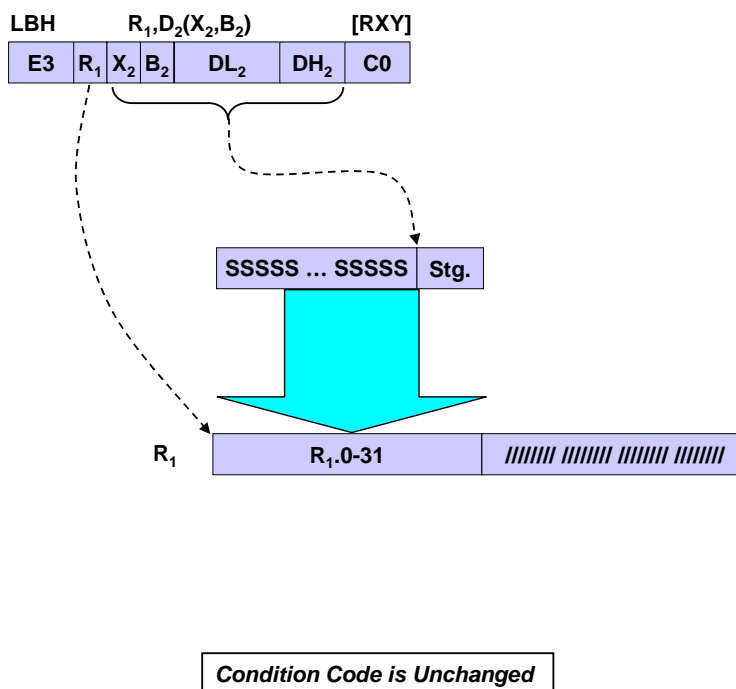 LBH R₁,D₂(X₂,B₂) [RXY]
E3 R₁ X₂ B₂ DL₂ DH₂ C0
SSSSS … SSSSS Stg.
R₁ R₁.0-31 //////// //////// //////// ////////
Condition Code is Unchanged